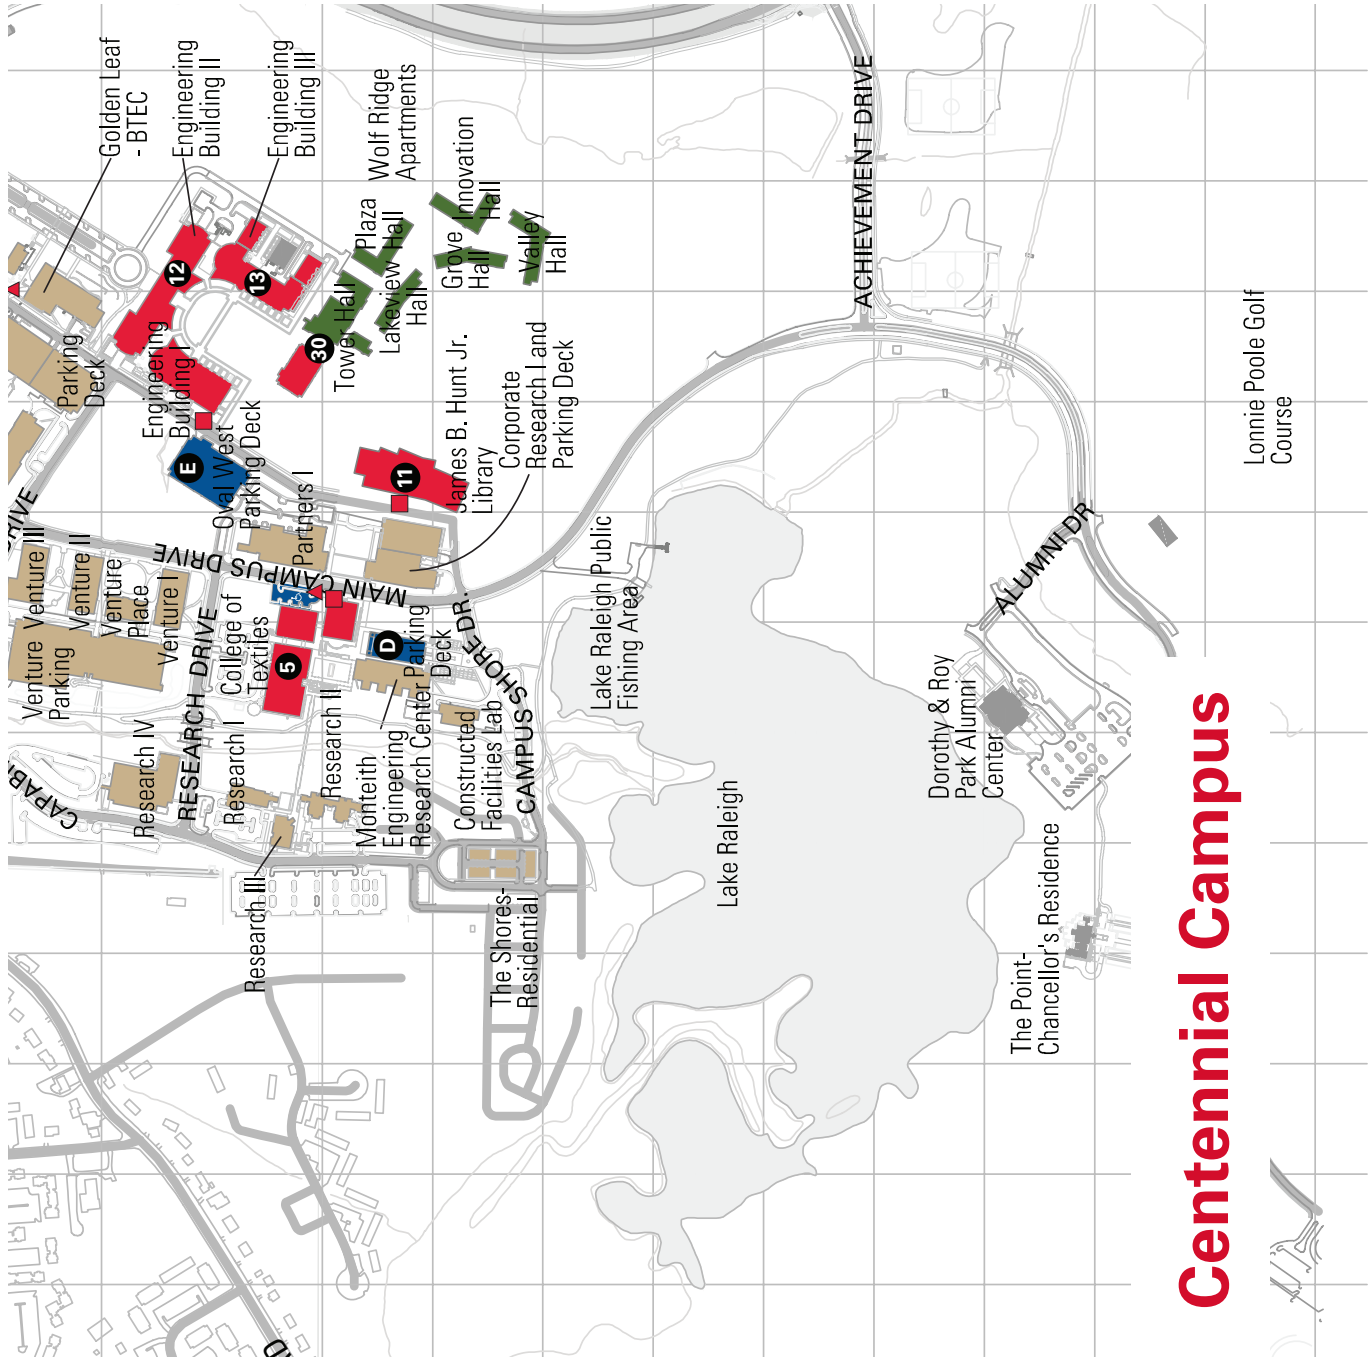 Golden Leaf
- BTEC
Engineering
Building II
Engineering
Building III
Wolf Ridge
Apartments
Innovation
Hall
Plaza
Hall
Grove
Hall
Valley
Hall
Lakeview
Hall
Tower Hall
12
13
30
Parking
Deck
Engineering
Building I
E
Oval West
Parking Deck
Partners I
11
James B. Hunt Jr.
Library
Corporate
Research I and
Parking Deck
ACHIEVEMENT DRIVE
Lonnie Poole Golf
Course
DRIVE
MAIN CAMPUS DRIVE
Venture III
Venture II
Venture
Place
Venture I
Venture
Parking
RESEARCH DRIVE
College of
Textiles
5
D
Parking
Deck
CAMPUS SHORE DR.
Lake Raleigh Public
Fishing Area
ALUMNI DR
Dorothy & Roy
Park Alumni
Center
Research IV
Research I
Research II
Monteith
Engineering
Research Center
Constructed
Facilities Lab
Research III
The Shores-
Residential
Lake Raleigh
The Point-
Chancellor's Residence
Centennial Campus